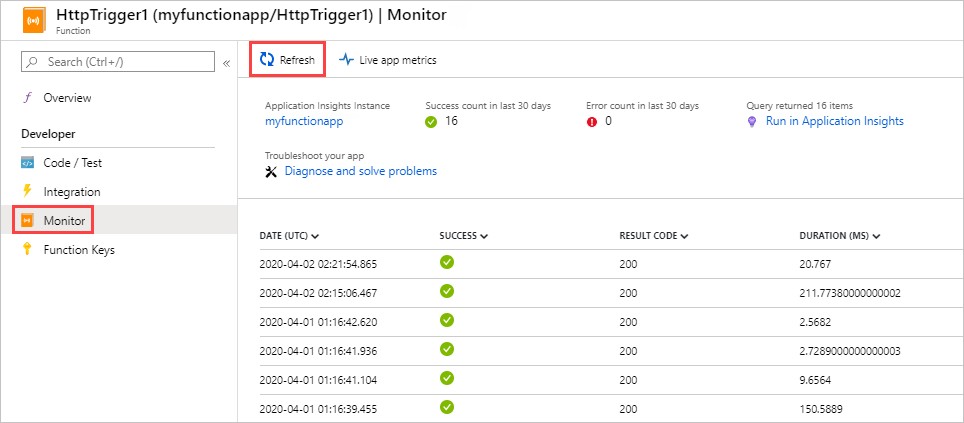 HttpTrigger1 (myfunctionapp/HttpTrigger1) | Monitor
Function
Search (Ctrl+/)
«
Overview
Developer
Code / Test
Integration
Monitor
Function Keys
Refresh
Live app metrics
Application Insights Instance
myfunctionapp
Success count in last 30 days
16
Error count in last 30 days
0
Query returned 16 items
Run in Application Insights
Troubleshoot your app
Diagnose and solve problems
DATE (UTC) SUCCESS RESULT CODE DURATION (MS)
2020-04-02 02:21:54.865 200 20.767
2020-04-02 02:15:06.467 200 211.77380000000002
2020-04-01 01:16:42.620 200 2.5682
2020-04-01 01:16:41.936 200 2.7289000000000003
2020-04-01 01:16:41.104 200 9.6564
2020-04-01 01:16:39.455 200 150.5889